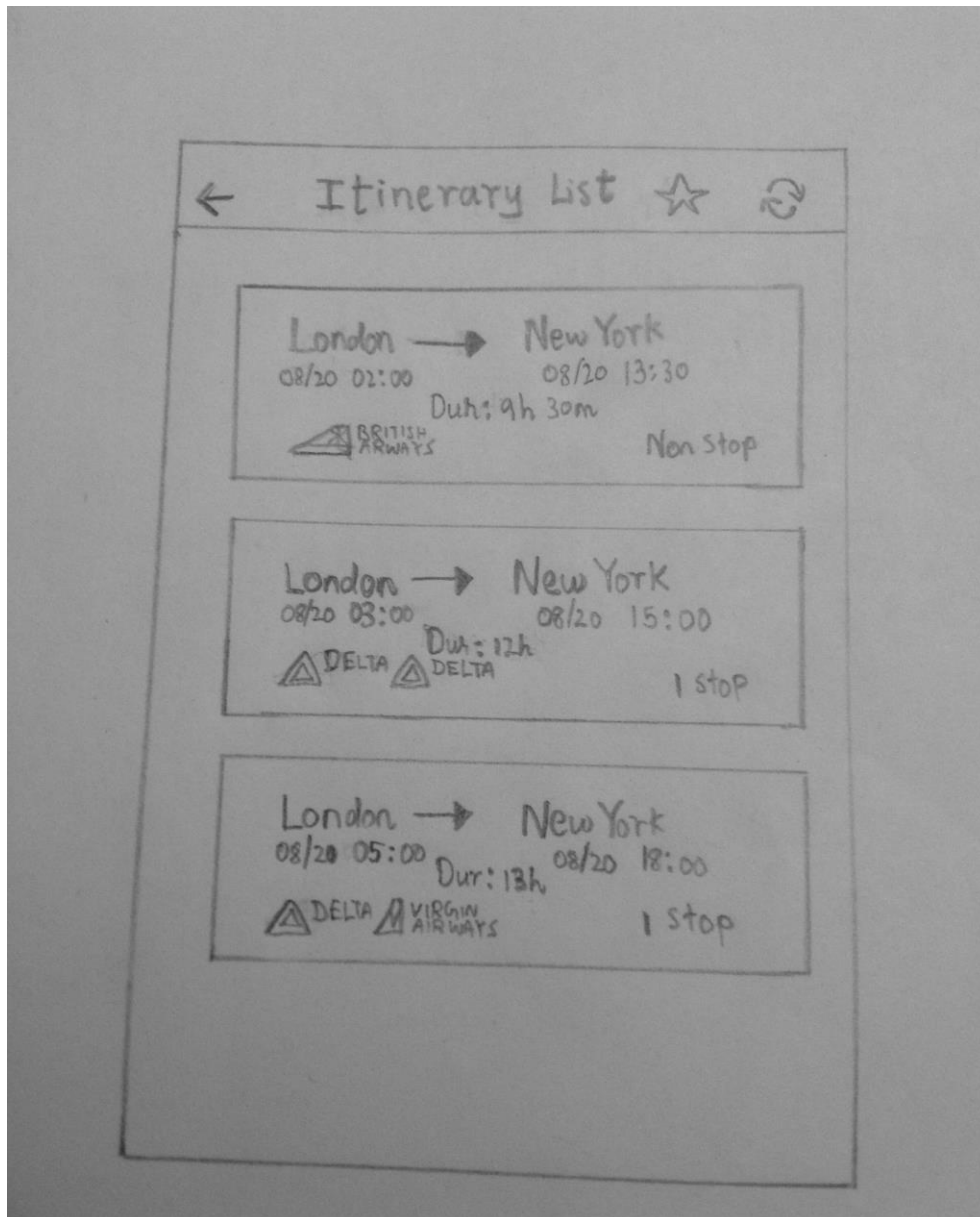 Itinerary List
London New York
08/20 02:00 08/20 13:30
Dur: 9h 30m
BRITISH
AIRWAYS
Non Stop
London New York
08/20 03:00 08/20 15:00
Dur: 12h
DELTA DELTA
1 stop
London New York
08/20 05:00 08/20 18:00
Dur: 13h
DELTA VIRGIN
AIRWAYS
1 stop